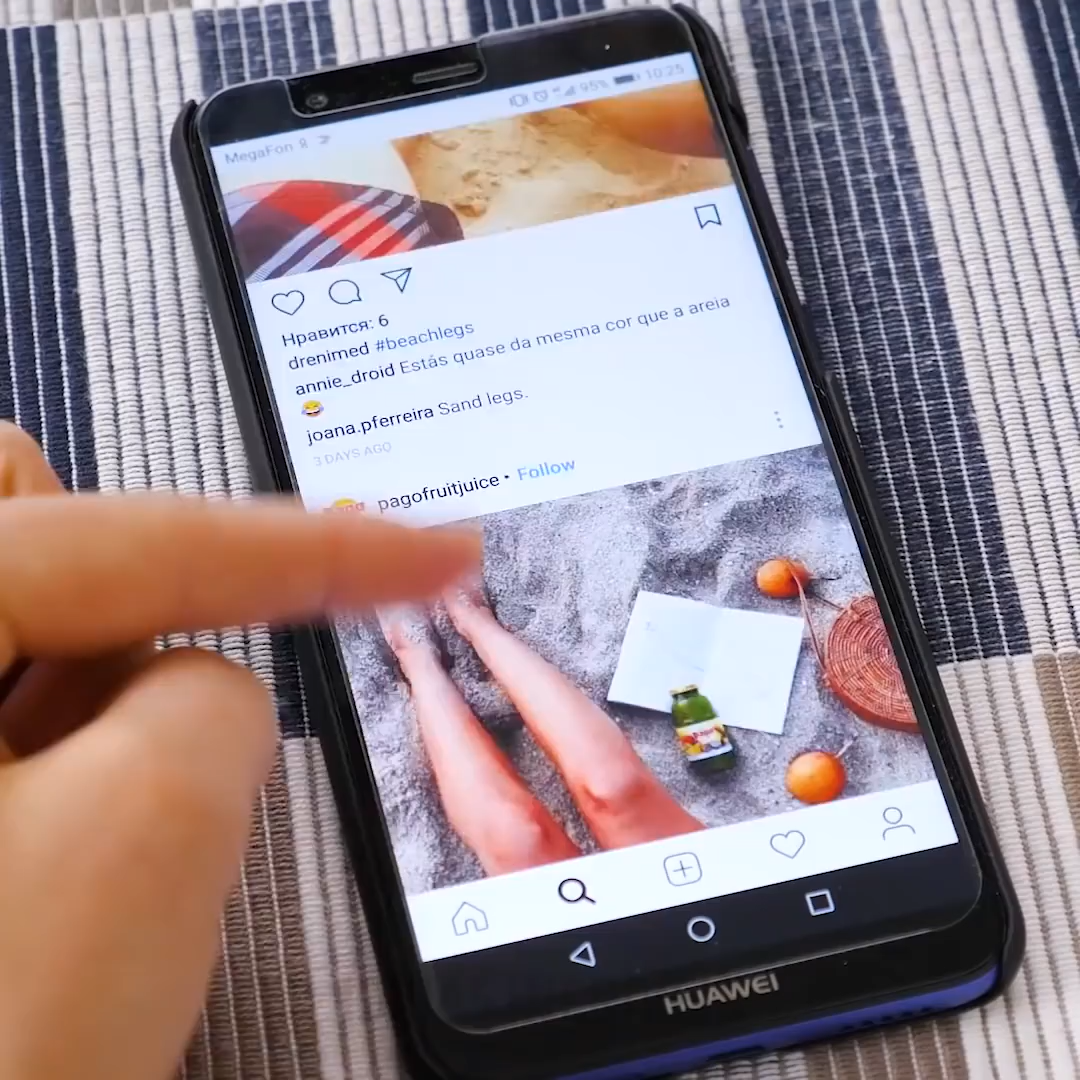 MegaFon
95% 10:25
Нравится: 6
drenimed #beachlegs
annie_droid Estás quase da mesma cor que a areia
😂
joana.pferreira Sand legs.
3 DAYS AGO
pagofruitjuice • Follow
HUAWEI